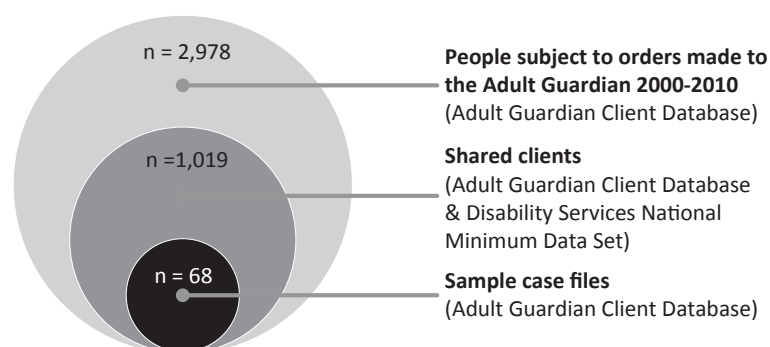 n = 2,978
People subject to orders made to
the Adult Guardian 2000-2010
(Adult Guardian Client Database)
n =1,019
Shared clients
(Adult Guardian Client Database
& Disability Services National
Minimum Data Set)
n = 68
Sample case files
(Adult Guardian Client Database)